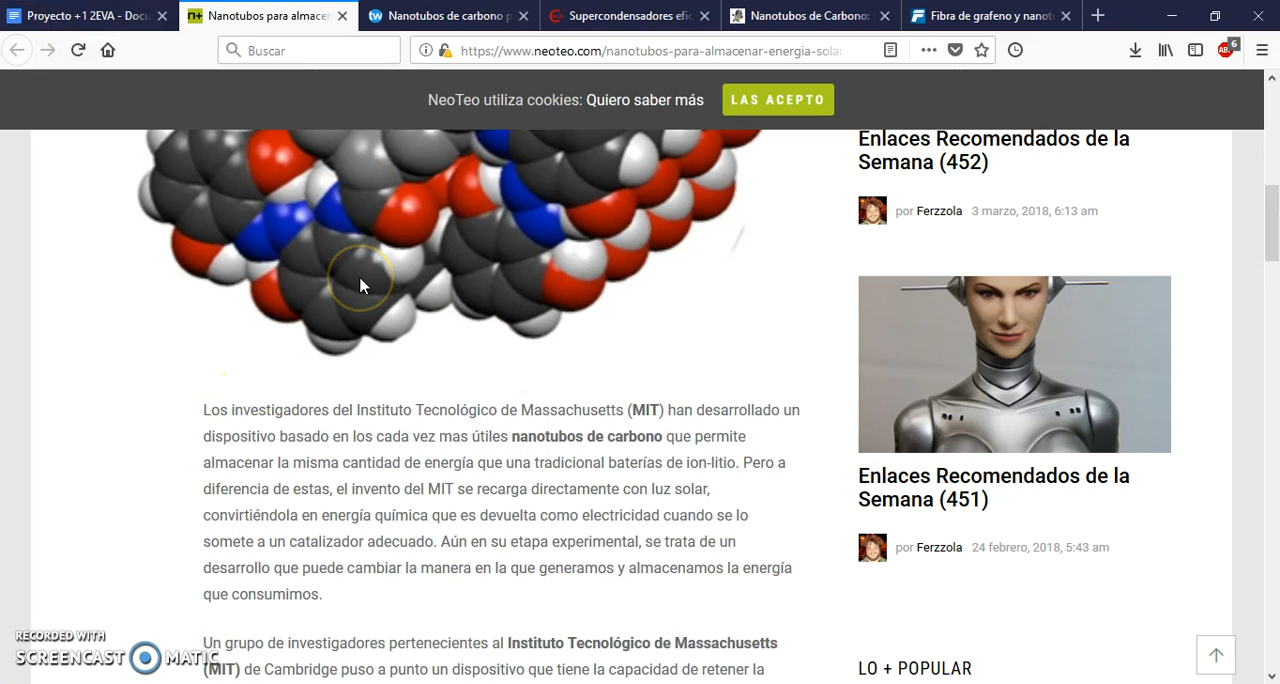 Proyecto +1 2EVA - Docu
Nanotubos para almacen
Nanotubos de carbono p
Supercondensadores efic
Nanotubos de Carbono:
Fibra de grafeno y nanot
Buscar
https://www.neoteo.com/nanotubos-para-almacenar-energia-solar
6
NeoTeo utiliza cookies: Quiero saber más
LAS ACEPTO
Los investigadores del Instituto Tecnológico de Massachusetts (MIT) han desarrollado un
dispositivo basado en los cada vez mas útiles nanotubos de carbono que permite
almacenar la misma cantidad de energía que una tradicional baterías de ion-litio. Pero a
diferencia de estas, el invento del MIT se recarga directamente con luz solar,
convirtiéndola en energía química que es devuelta como electricidad cuando se lo
somete a un catalizador adecuado. Aún en su etapa experimental, se trata de un
desarrollo que puede cambiar la manera en la que generamos y almacenamos la energía
que consumimos.
Un grupo de investigadores pertenecientes al Instituto Tecnológico de Massachusetts
(MIT) de Cambridge puso a punto un dispositivo que tiene la capacidad de retener la
Enlaces Recomendados de la
Semana (452)
por Ferzzola 3 marzo, 2018, 6:13 am
Enlaces Recomendados de la
Semana (451)
por Ferzzola 24 febrero, 2018, 5:43 am
LO + POPULAR
RECORDED WITH
SCREENCAST MATIC